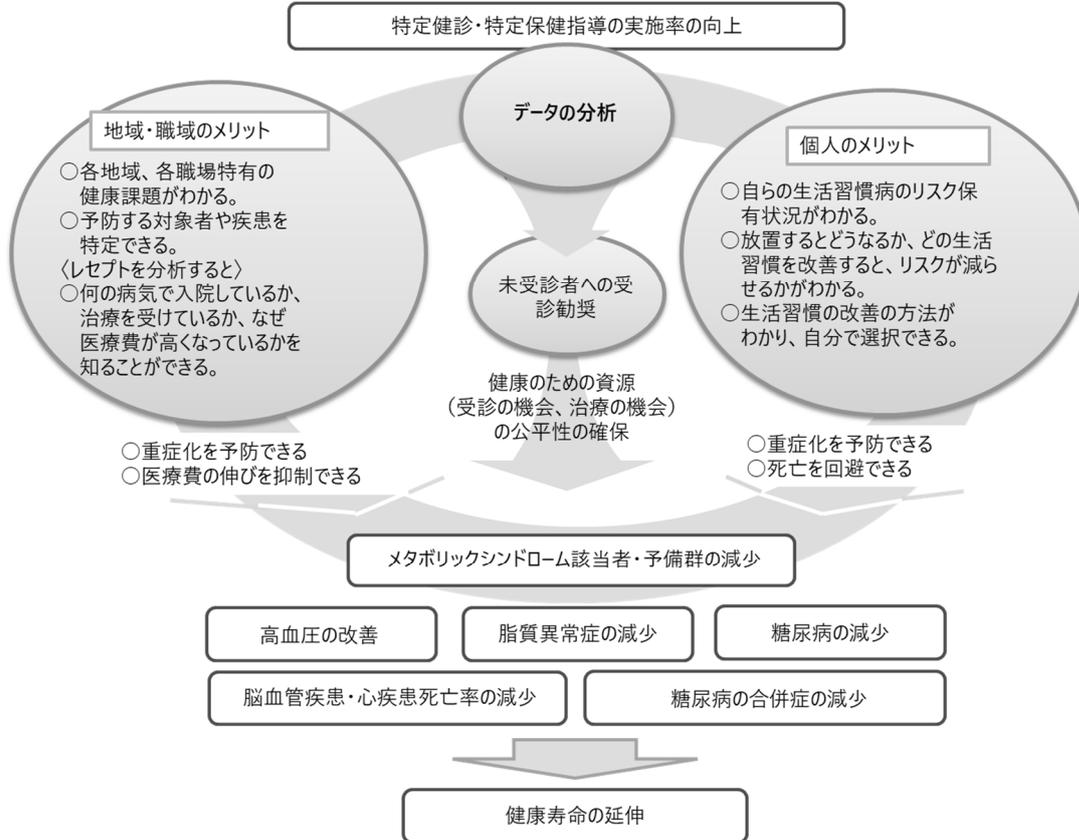 特定健診・特定保健指導の実施率の向上
データの分析
地域・職域のメリット
○各地域、各職場特有の
健康課題がわかる。
○予防する対象者や疾患を
特定できる。
〈レセプトを分析すると〉
○何の病気で入院しているか、
治療を受けているか、なぜ
医療費が高くなっているかを
知ることができる。
○重症化を予防できる
○医療費の伸びを抑制できる
未受診者への受
診勧奨
健康のための資源
（受診の機会、治療の機会）
の公平性の確保
個人のメリット
○自らの生活習慣病のリスク保
有状況がわかる。
○放置するとどうなるか、どの生活
習慣を改善すると、リスクが減ら
せるかがわかる。
○生活習慣の改善の方法が
わかり、自分で選択できる。
○重症化を予防できる
○死亡を回避できる
メタボリックシンドローム該当者・予備群の減少
高血圧の改善
脂質異常症の減少
糖尿病の減少
脳血管疾患・心疾患死亡率の減少
糖尿病の合併症の減少
健康寿命の延伸